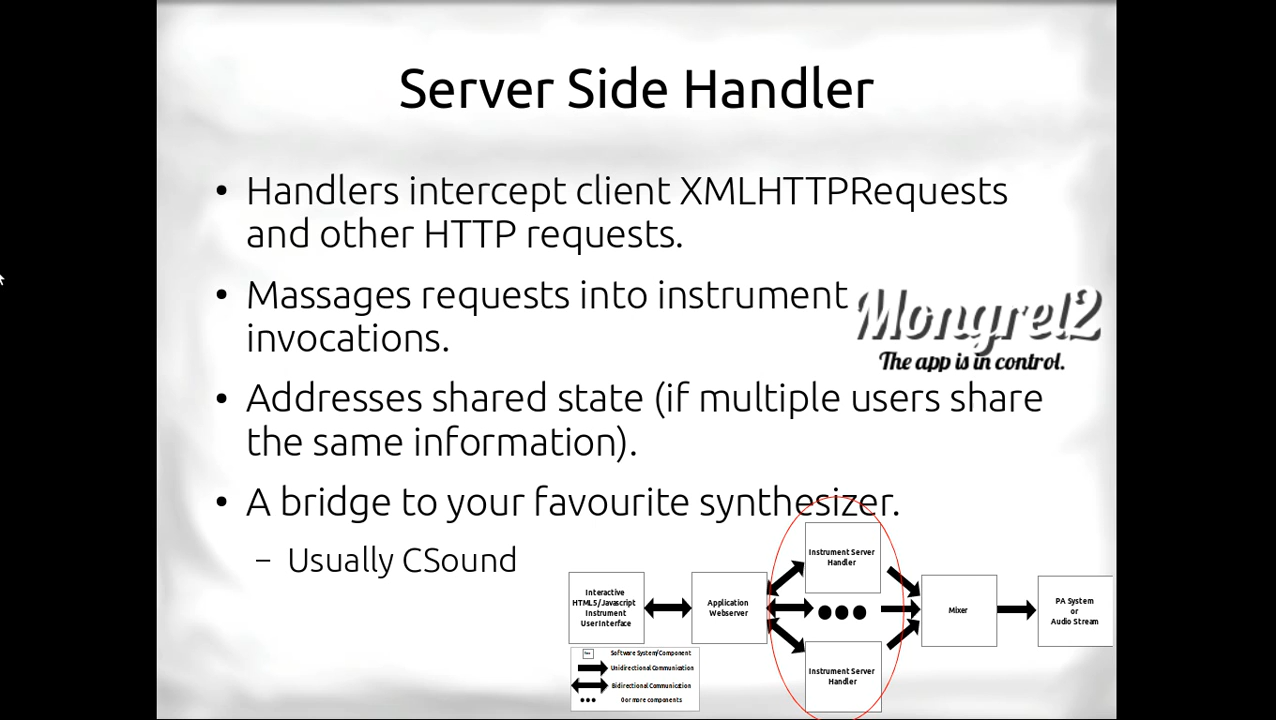 Server Side Handler
• Handlers intercept client XMLHTTPRequests
and other HTTP requests.
• Massages requests into instrument
invocations.
Mongrel2
The app is in control.
• Addresses shared state (if multiple users share
the same information).
• A bridge to your favourite synthesizer.
– Usually CSound
Interactive
HTML5/Javascript
Instrument
User Interface
Application
Webserver
Instrument Server
Handler
Instrument Server
Handler
Mixer
PA System
or
Audio Stream
Software System/Component
Unidirectional Communication
Bidirectional Communication
0 or more components